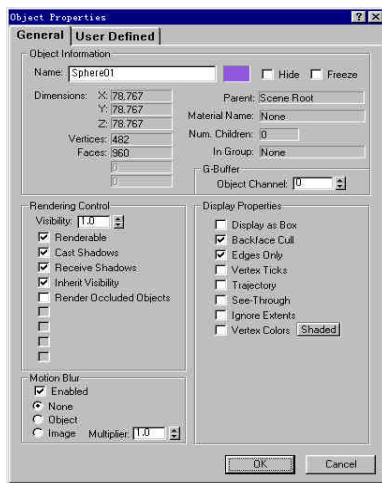 Object Properties
General User Defined
Object Information
Name: Sphere01 Hide Freeze
Dimensions: X: 78.767
Y: 78.767
Z: 78.767
Vertices: 482
Faces: 960
0
0
Parent: Scene Root
Material Name: None
Num. Children: 0
In Group: None
G-Buffer
Object Channel: 0
Rendering Control
Visibility: 1.0
Renderable
Cast Shadows
Receive Shadows
Inherit Visibility
Render Occluded Objects
Display Properties
Display as Box
Backface Cull
Edges Only
Vertex Ticks
Trajectory
See-Through
Ignore Extents
Vertex Colors Shaded
Motion Blur
Enabled
None
Object
Image Multiplier: 1.0
OK Cancel